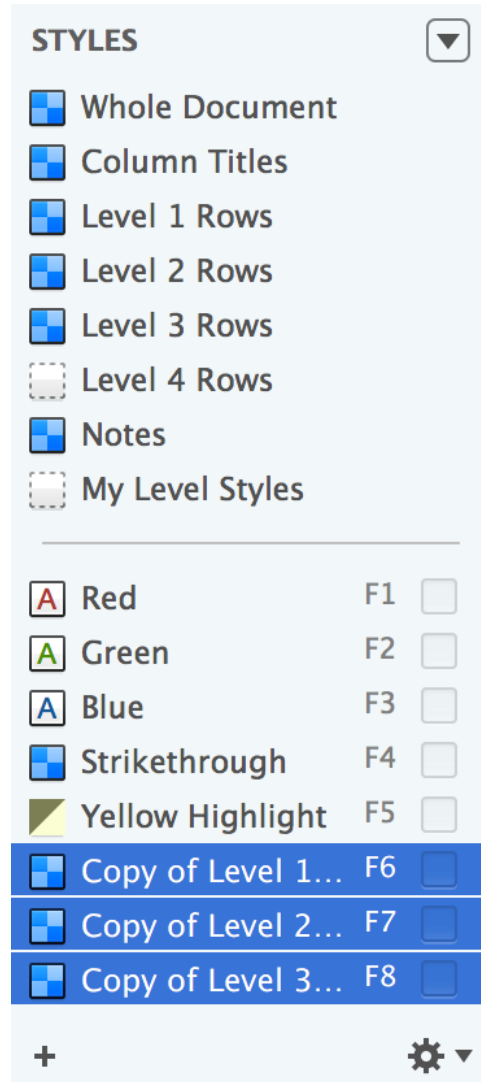 STYLES
Whole Document
Column Titles
Level 1 Rows
Level 2 Rows
Level 3 Rows
Level 4 Rows
Notes
My Level Styles
A Red F1
A Green F2
A Blue F3
Strikethrough F4
Yellow Highlight F5
Copy of Level 1... F6
Copy of Level 2... F7
Copy of Level 3... F8
+